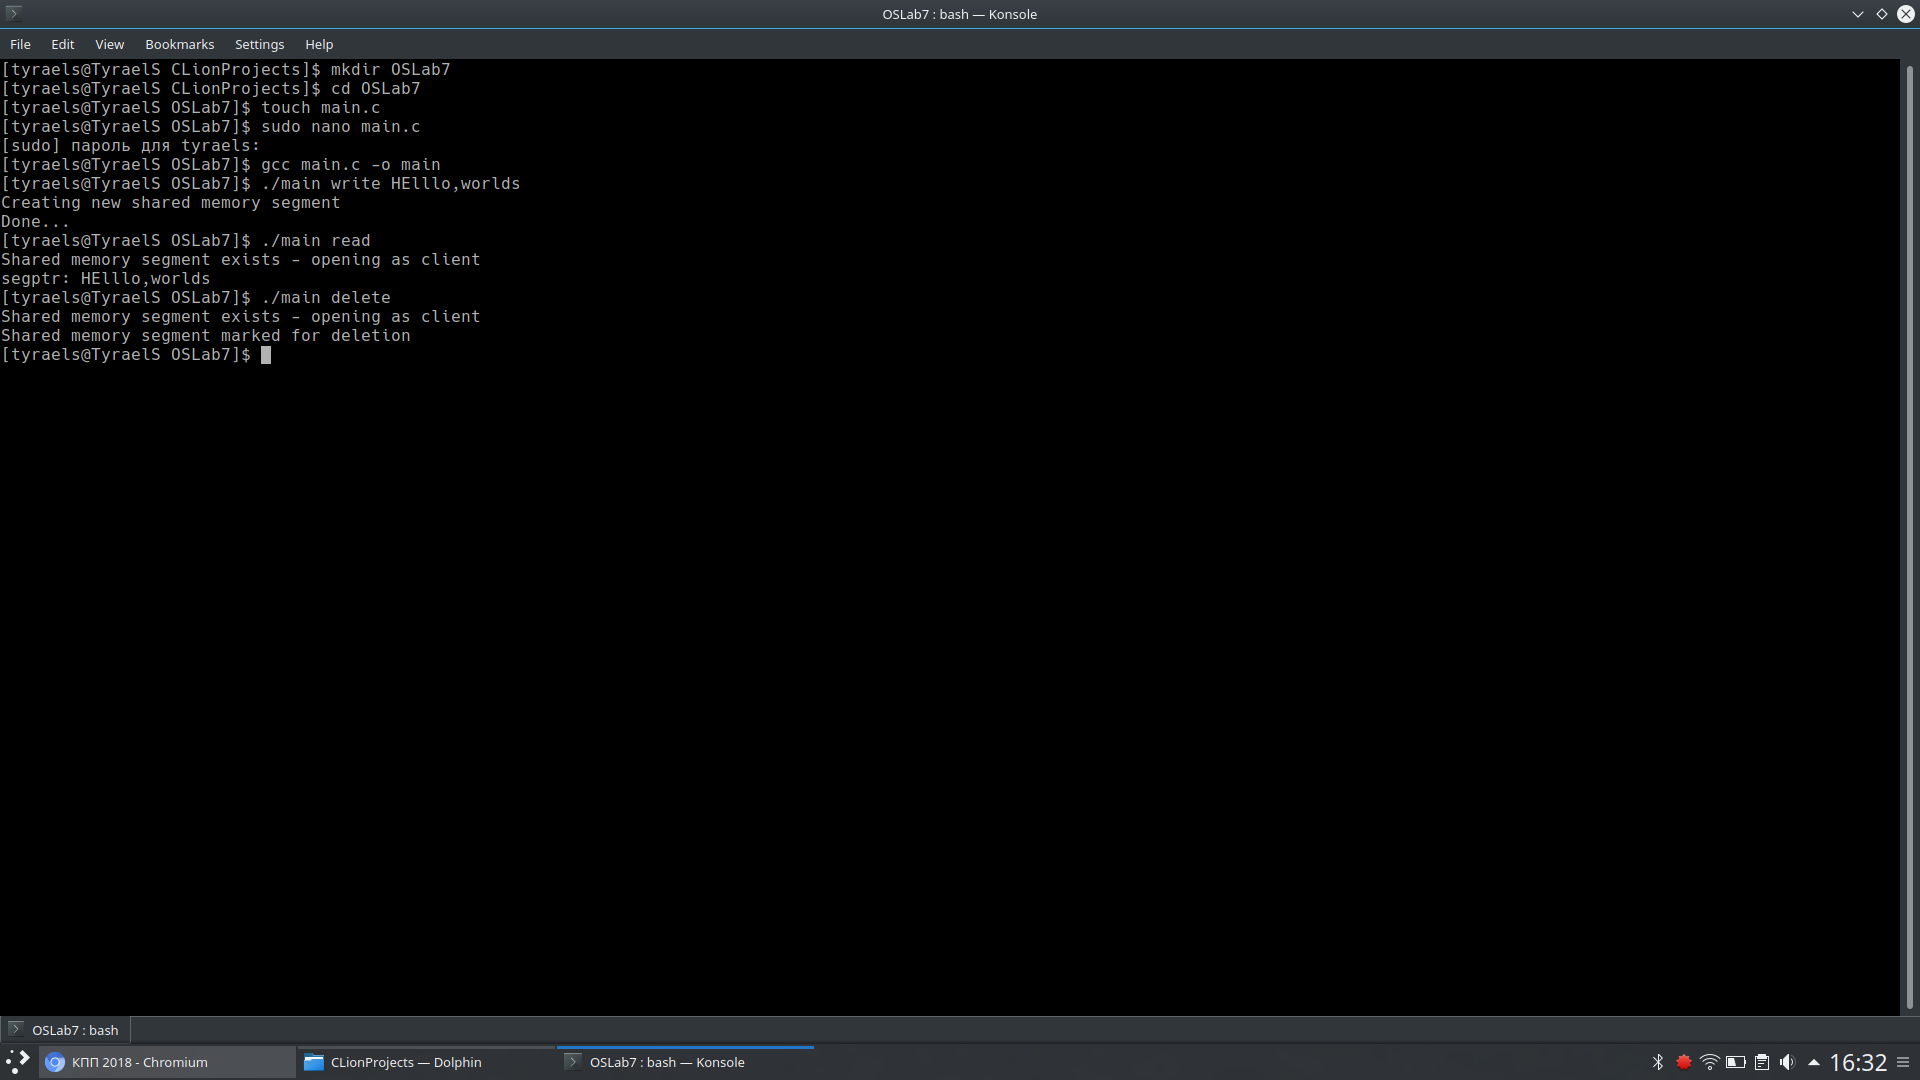 OSLab7 : bash — Konsole
File Edit View Bookmarks Settings Help
[tyraels@TyraelS CLionProjects]$ mkdir OSLab7
[tyraels@TyraelS CLionProjects]$ cd OSLab7
[tyraels@TyraelS OSLab7]$ touch main.c
[tyraels@TyraelS OSLab7]$ sudo nano main.c
[sudo] пароль для tyraels:
[tyraels@TyraelS OSLab7]$ gcc main.c -o main
[tyraels@TyraelS OSLab7]$ ./main write HElllo,worlds
Creating new shared memory segment
Done...
[tyraels@TyraelS OSLab7]$ ./main read
Shared memory segment exists - opening as client
segptr: HElllo,worlds
[tyraels@TyraelS OSLab7]$ ./main delete
Shared memory segment exists - opening as client
Shared memory segment marked for deletion
[tyraels@TyraelS OSLab7]$
OSLab7 : bash
КПП 2018 - Chromium CLionProjects — Dolphin OSLab7 : bash — Konsole 16:32